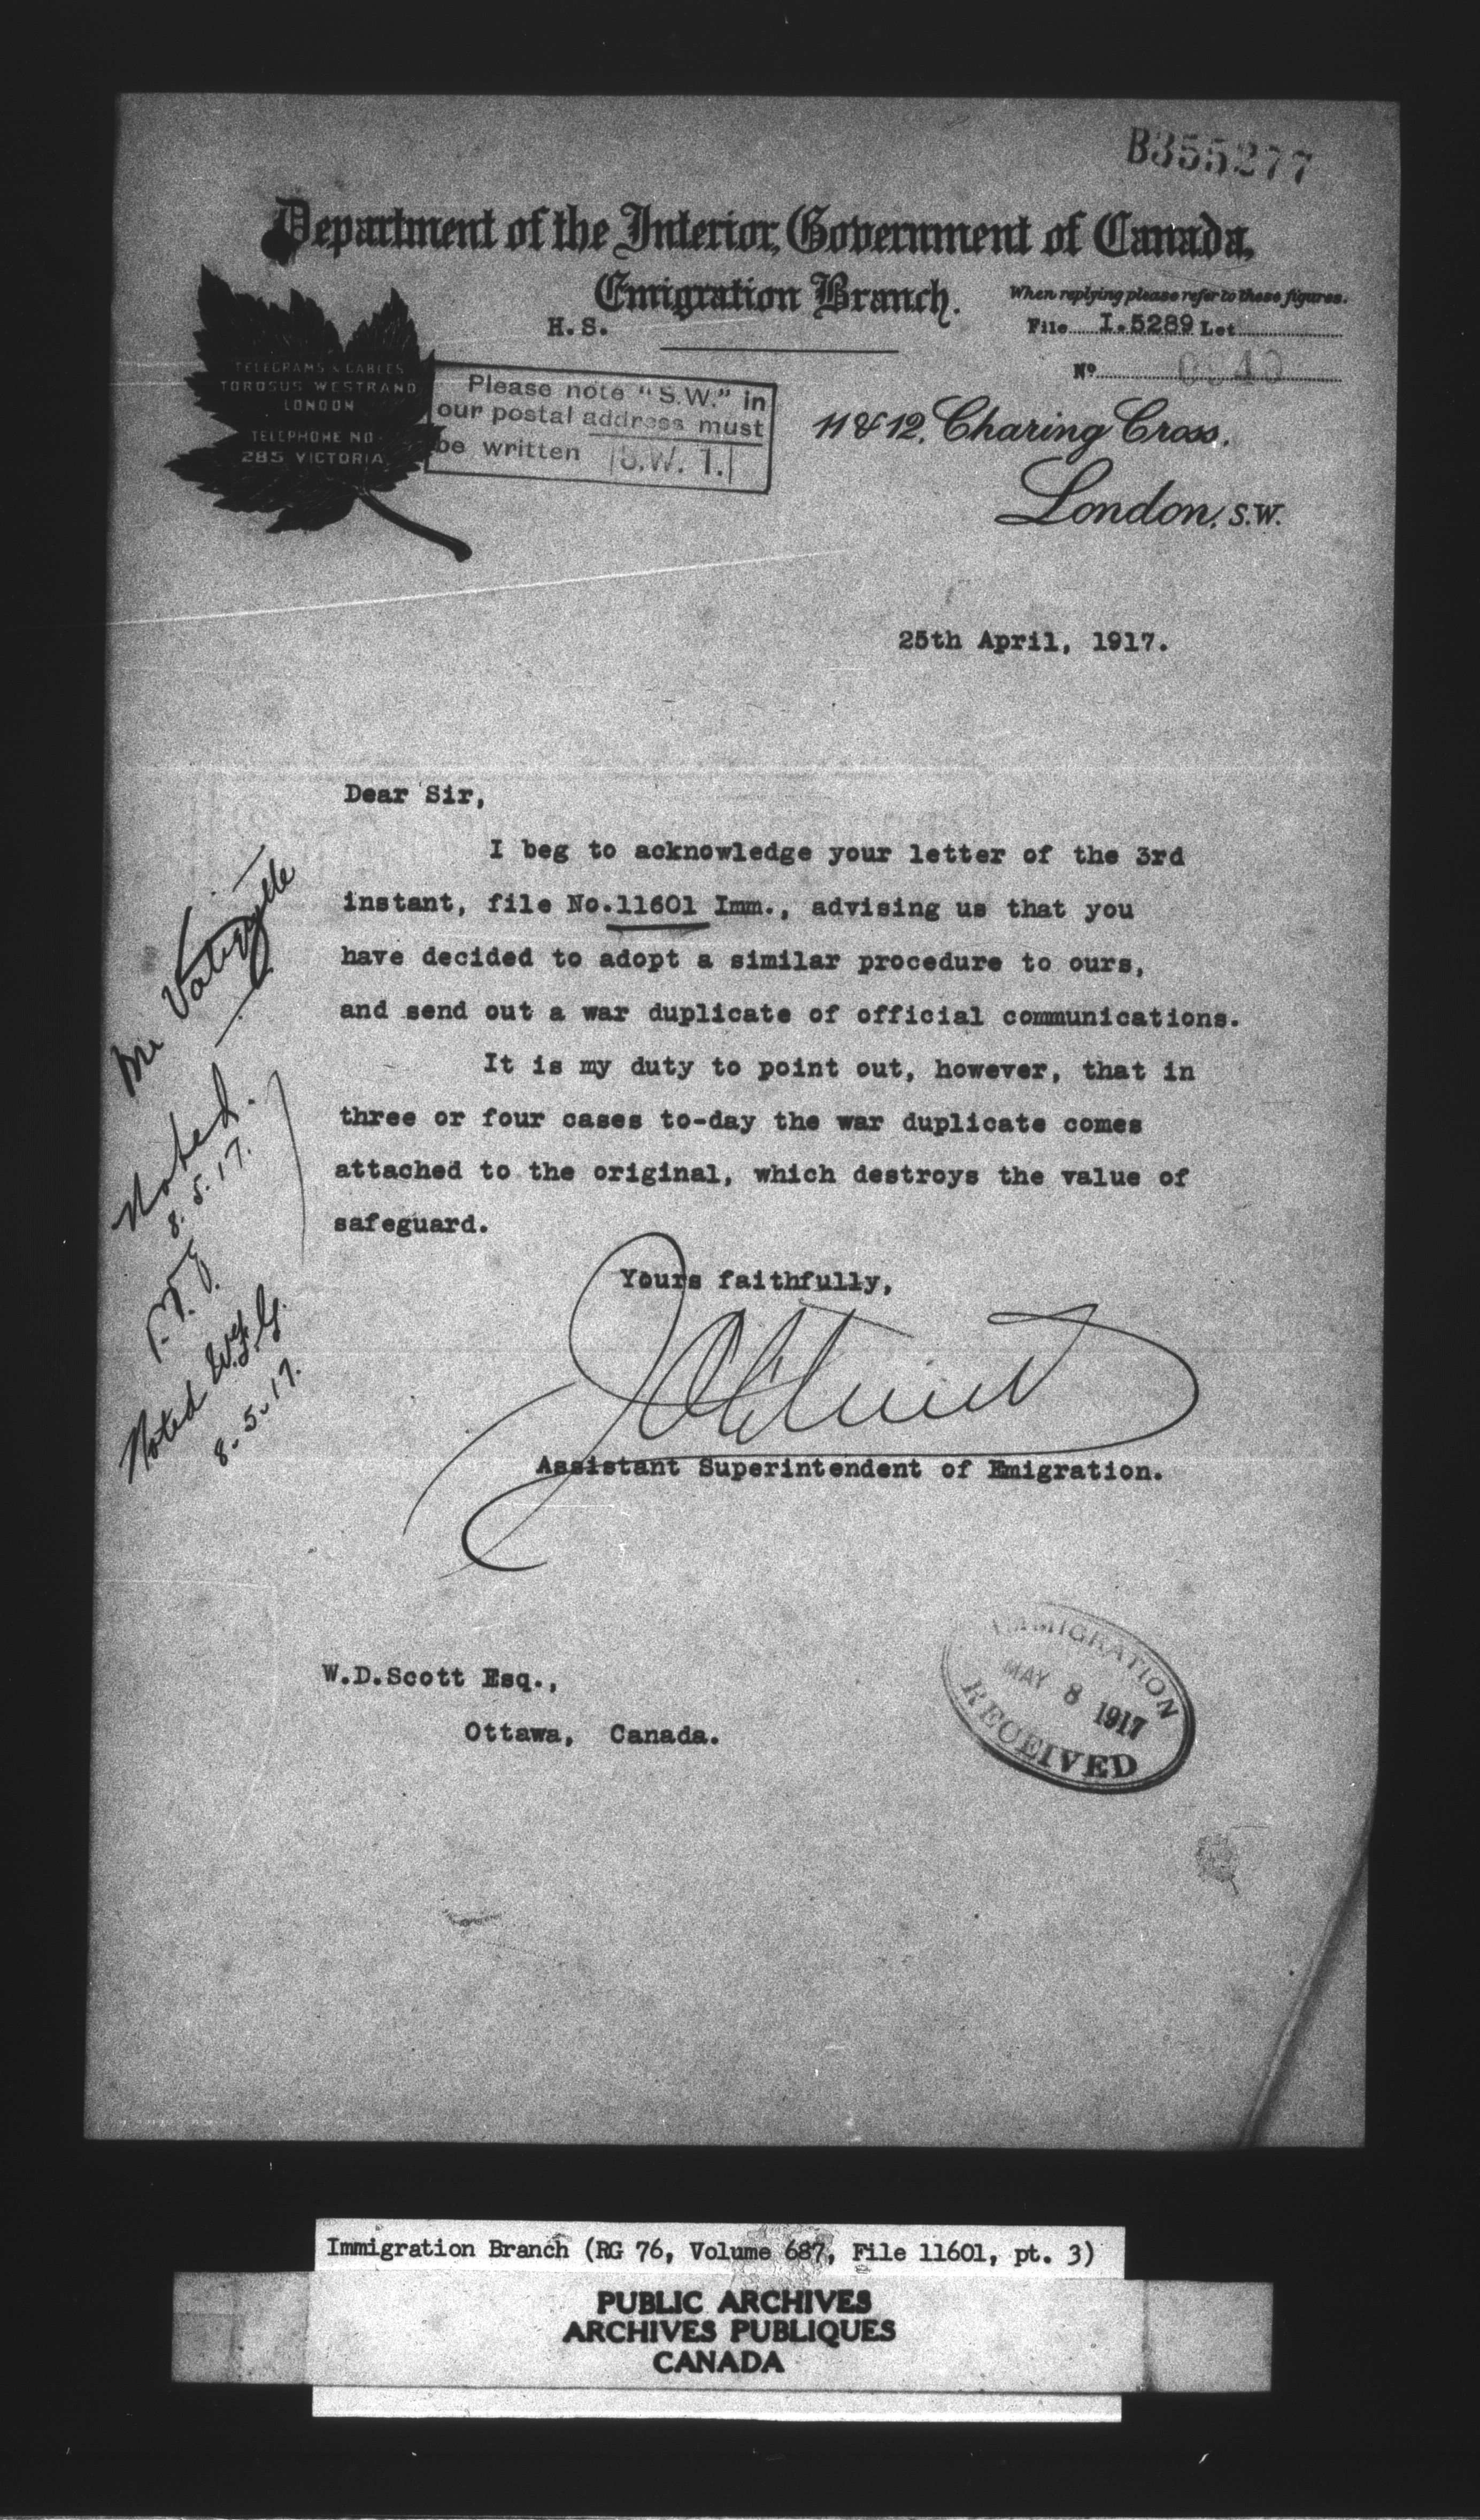 B355277
Department of the Interior, Government of Canada,
Emigration Branch.
When replying please refer to these figures.
H.S.
File I.5289 Let
No
TELEGRAMS & CABLES
TOROSUS WESTRAND
LONDON
TELEPHONE NO.
285 VICTORIA
Please note "S.W." in
our postal address must
be written S.W. 1.
11 & 12, Charing Cross,
London, S.W.
25th April, 1917.
Dear Sir,
I beg to acknowledge your letter of the 3rd
instant, file No.11601 Imm., advising us that you
have decided to adopt a similar procedure to ours,
and send out a war duplicate of official communications.
It is my duty to point out, however, that in
three or four cases to-day the war duplicate comes
attached to the original, which destroys the value of
safeguard.
Yours faithfully,
Assistant Superintendent of Emigration.
Mr
Noted.
8.5.17.
Noted W.F.G.
8.5.17.
W.D.Scott Esq.,
Ottawa, Canada.
IMMIGRATION
MAY 8 1917
RECEIVED
Immigration Branch (RG 76, Volume 687, File 11601, pt. 3)
PUBLIC ARCHIVES
ARCHIVES PUBLIQUES
CANADA